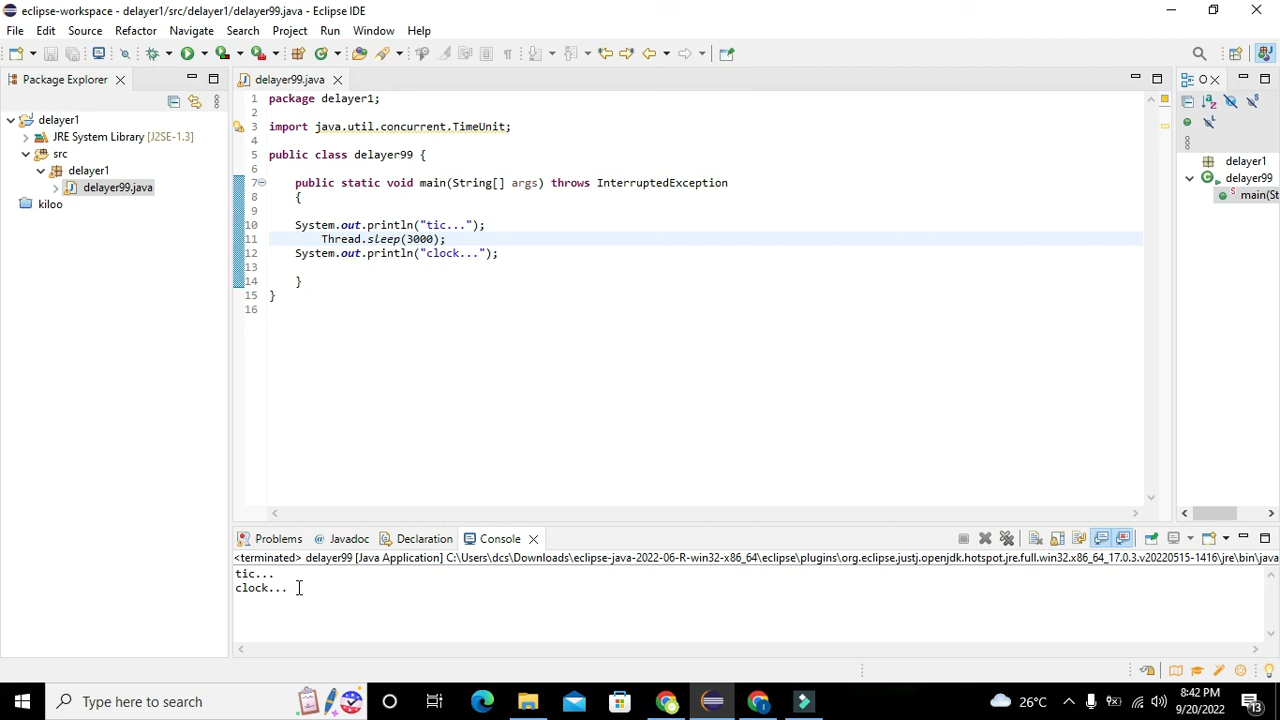 eclipse-workspace - delayer1/src/delayer1/delayer99.java - Eclipse IDE
File Edit Source Refactor Navigate Search Project Run Window Help
Package Explorer
delayer1
JRE System Library [J2SE-1.3]
src
delayer1
delayer99.java
kiloo
delayer99.java
1 package delayer1;
2
3 import java.util.concurrent.TimeUnit;
4
5 public class delayer99 {
6
7 public static void main(String[] args) throws InterruptedException
8 {
9
10 System.out.println("tic...");
11 Thread.sleep(3000);
12 System.out.println("clock...");
13
14 }
15 }
16
O
delayer1
delayer99
main(St
Problems Javadoc Declaration Console
<terminated> delayer99 [Java Application] C:\Users\dcs\Downloads\eclipse-java-2022-06-R-win32-x86_64\eclipse\plugins\org.eclipse.justj.openjdk.hotspot.jre.full.win32.x86_64_17.0.3.v20220515-1416\jre\bin\java
tic...
clock...
Type here to search
26°C
8:42 PM
9/20/2022
13